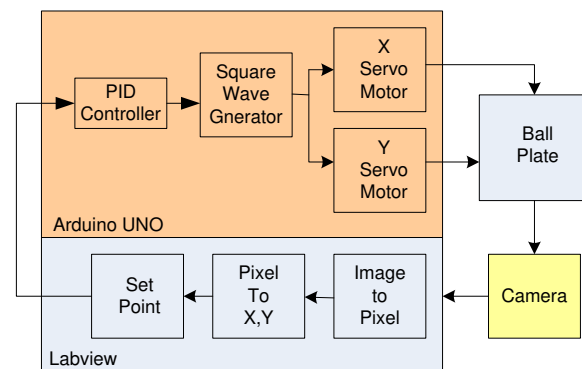 PID
Controller
Square
Wave
Gnerator
X
Servo
Motor
Y
Servo
Motor
Ball
Plate
Arduino UNO
Set
Point
Pixel
To
X,Y
Image
to
Pixel
Camera
Labview